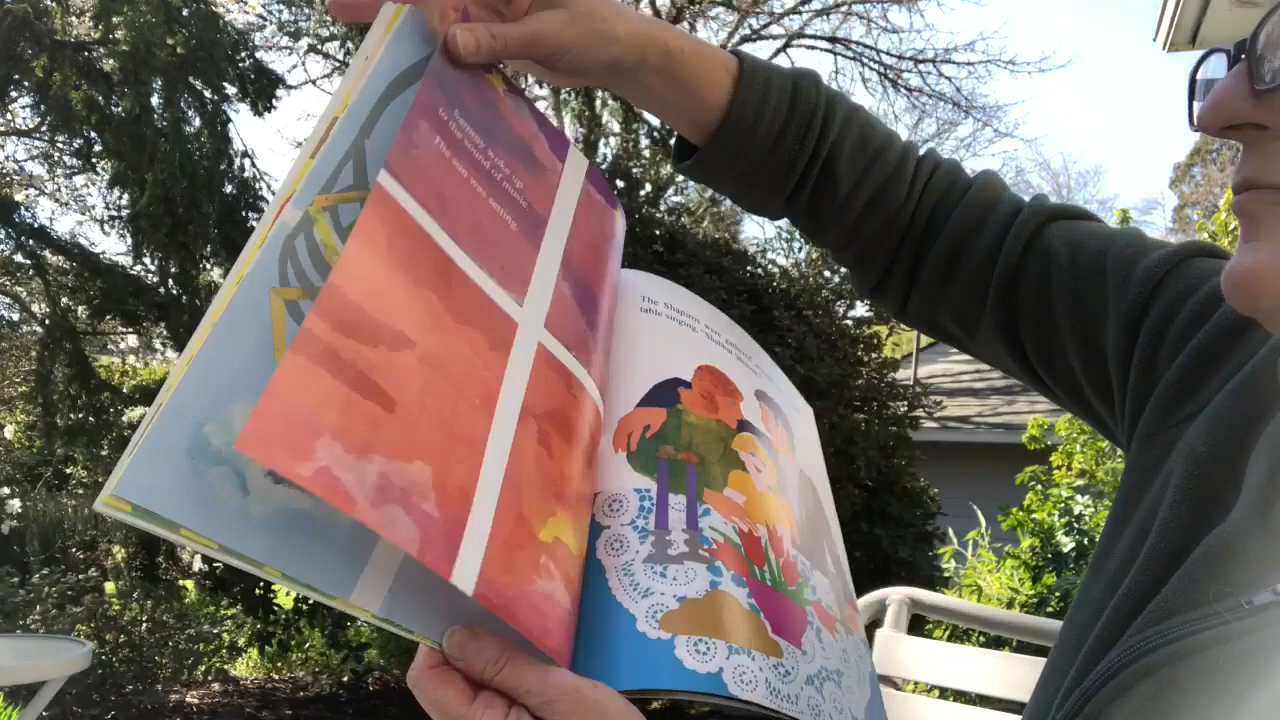 Sammy woke up
to the sound of music.
The sun was setting.
The Shapiros were gathered
table singing, "Shabbat Shalom!"